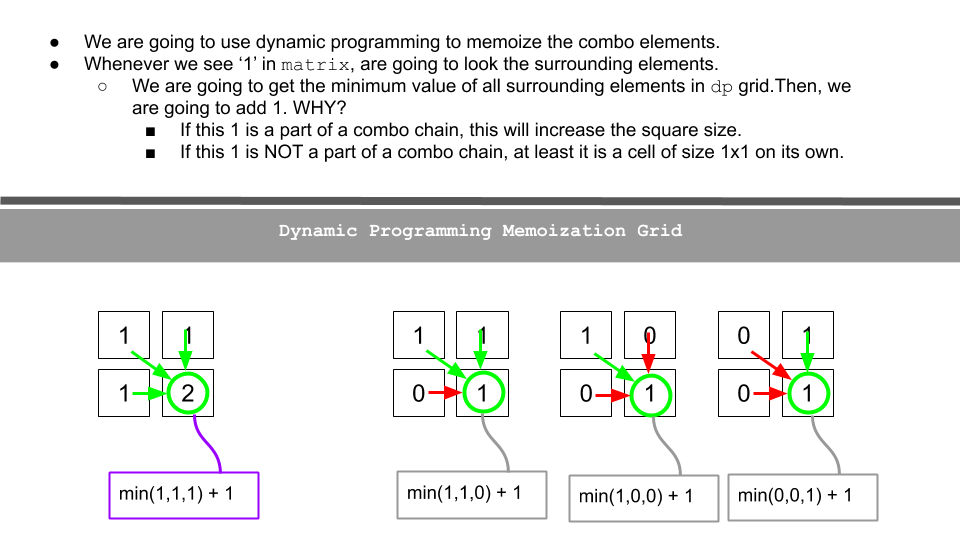 ● We are going to use dynamic programming to memoize the combo elements.
● Whenever we see ‘1’ in matrix, are going to look the surrounding elements.
○ We are going to get the minimum value of all surrounding elements in dp grid.Then, we
are going to add 1. WHY?
■ If this 1 is a part of a combo chain, this will increase the square size.
■ If this 1 is NOT a part of a combo chain, at least it is a cell of size 1x1 on its own.
Dynamic Programming Memoization Grid
1 1 1 1 1 0 0 1
1 2 0 1 0 1 0 1
min(1,1,1) + 1 min(1,1,0) + 1 min(1,0,0) + 1 min(0,0,1) + 1